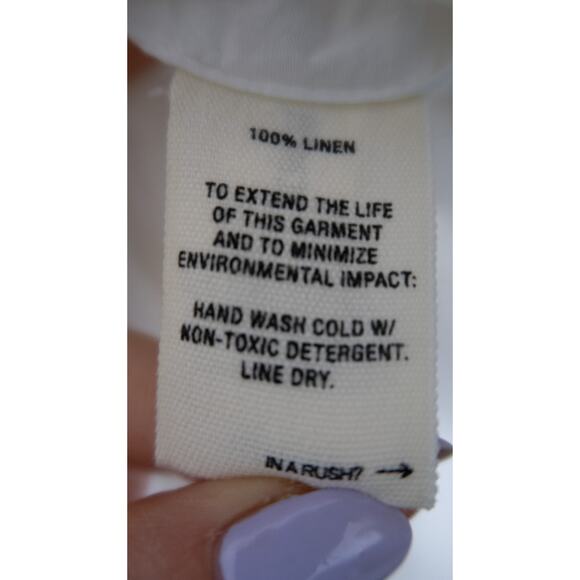 100% LINEN
TO EXTEND THE LIFE
OF THIS GARMENT
AND TO MINIMIZE
ENVIRONMENTAL IMPACT:
HAND WASH COLD W/
NON-TOXIC DETERGENT.
LINE DRY.
IN A RUSH? →